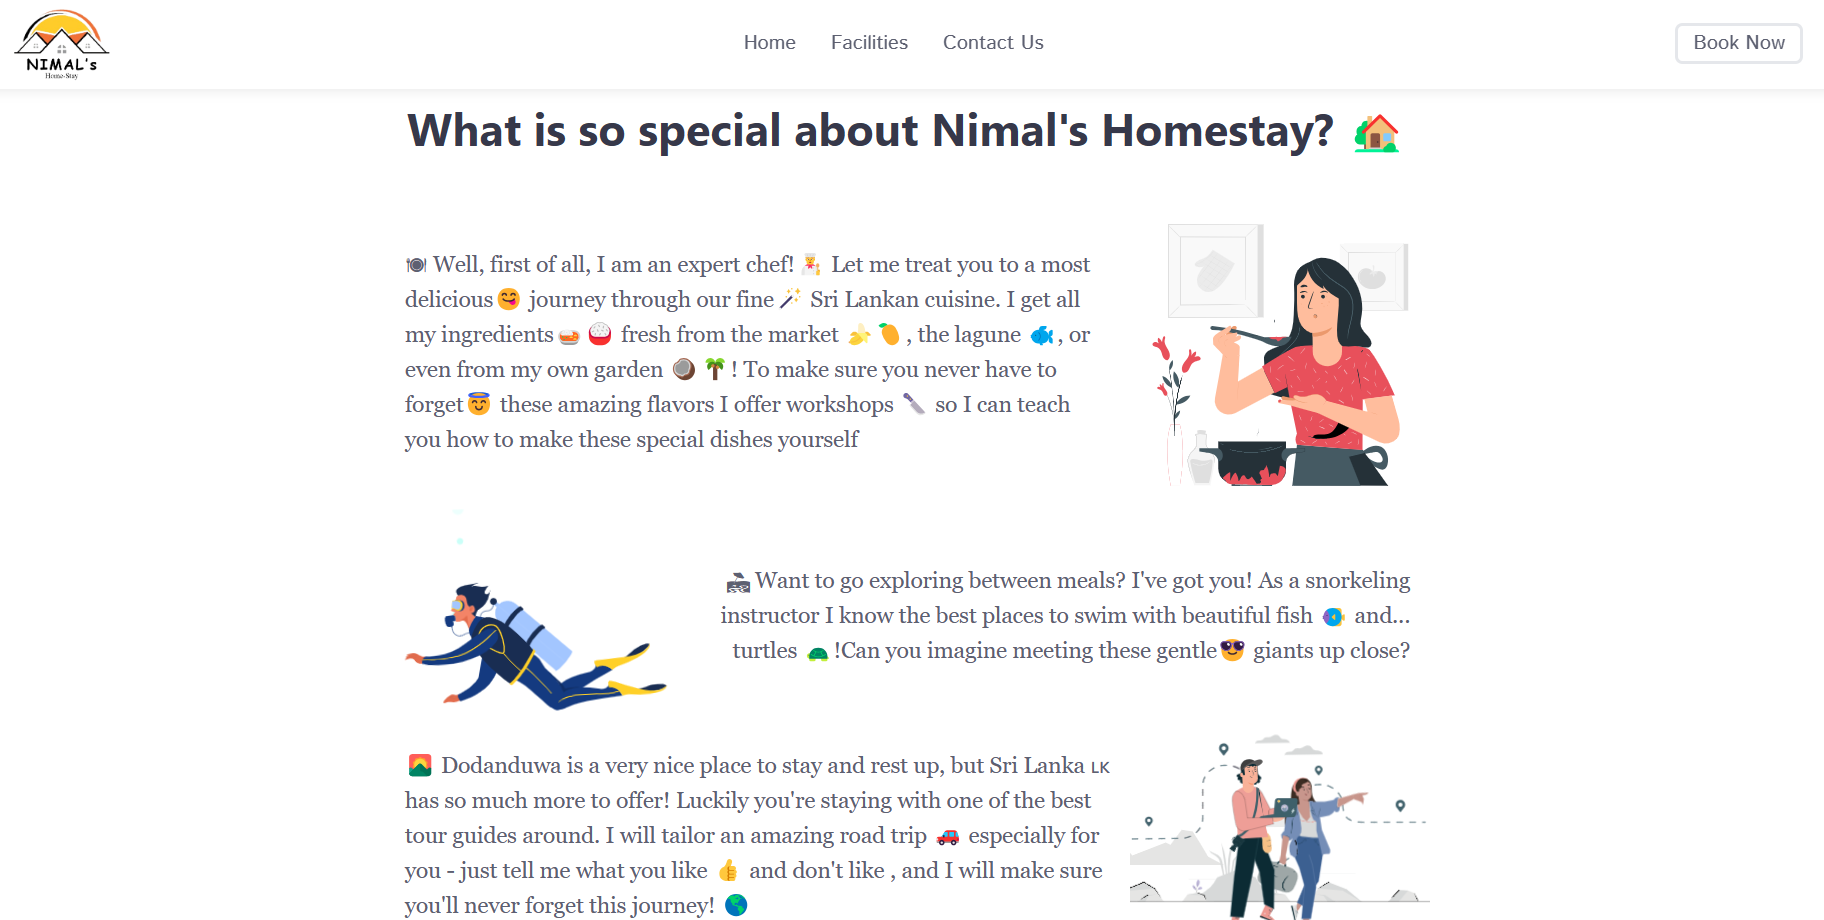 NIMAL's
Home-Stay
Home Facilities Contact Us
Book Now
What is so special about Nimal's Homestay? 🏡
🍽 Well, first of all, I am an expert chef! 👨‍🍳 Let me treat you to a most
delicious😋 journey through our fine🪄 Sri Lankan cuisine. I get all
my ingredients🍛🍚 fresh from the market 🍌🥭, the lagune 🐟, or
even from my own garden 🥥🌴! To make sure you never have to
forget😇 these amazing flavors I offer workshops 🔪 so I can teach
you how to make these special dishes yourself
🏝Want to go exploring between meals? I've got you! As a snorkeling
instructor I know the best places to swim with beautiful fish 🐠 and...
turtles 🐢!Can you imagine meeting these gentle😎 giants up close?
🌄 Dodanduwa is a very nice place to stay and rest up, but Sri Lanka 🇱🇰
has so much more to offer! Luckily you're staying with one of the best
tour guides around. I will tailor an amazing road trip 🚗 especially for
you - just tell me what you like 👍 and don't like , and I will make sure
you'll never forget this journey! 🌎